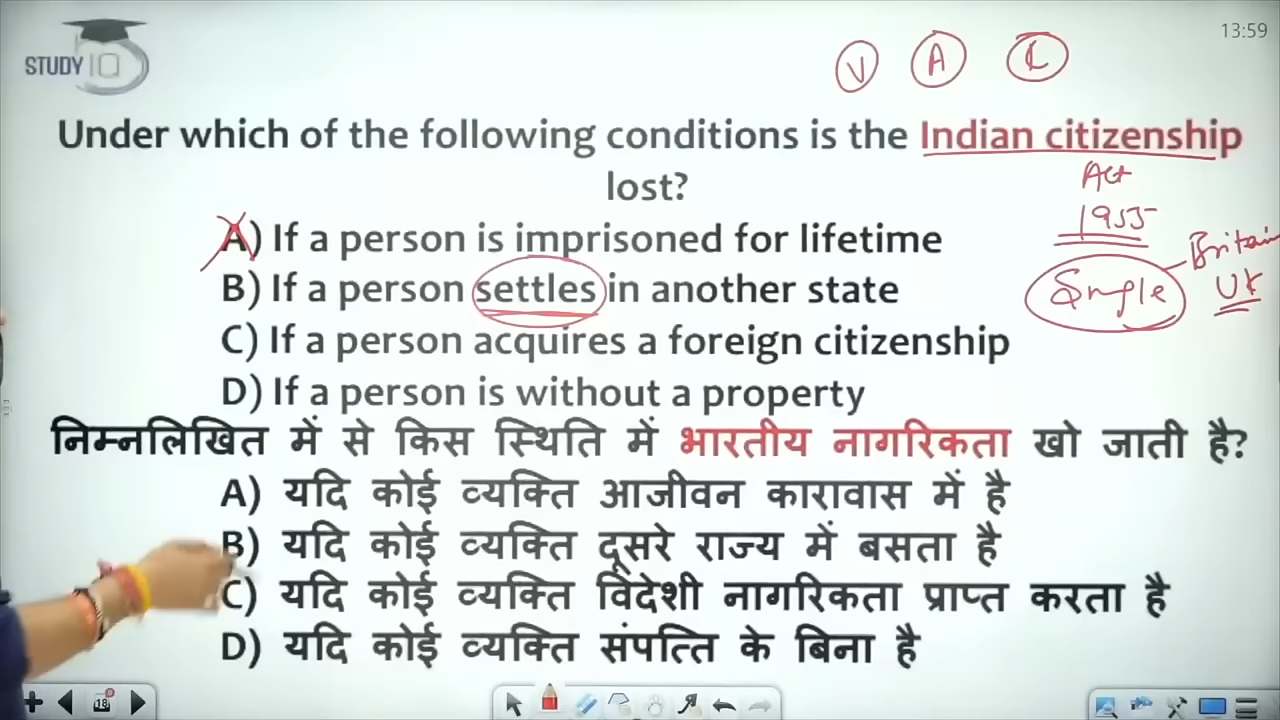 STUDY IQ
13:59
V A L
Under which of the following conditions is the Indian citizenship
lost?
Act
1955
Single
Britain
UK
A) If a person is imprisoned for lifetime
B) If a person settles in another state
C) If a person acquires a foreign citizenship
D) If a person is without a property
निम्नलिखित में से किस स्थिति में भारतीय नागरिकता खो जाती है?
A) यदि कोई व्यक्ति आजीवन कारावास में है
B) यदि कोई व्यक्ति दूसरे राज्य में बसता है
C) यदि कोई व्यक्ति विदेशी नागरिकता प्राप्त करता है
D) यदि कोई व्यक्ति संपत्ति के बिना है
18